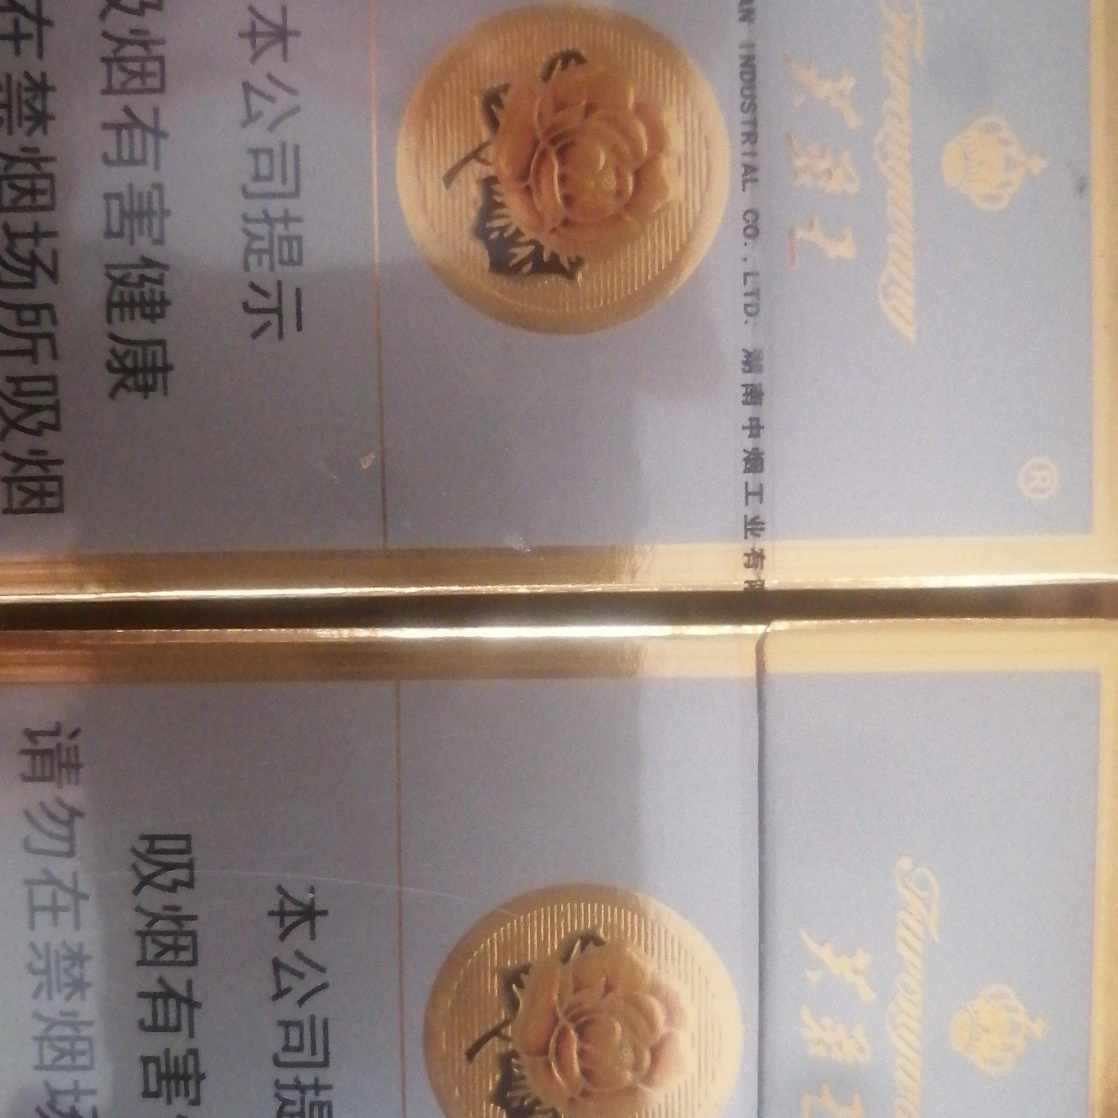 Furongwang
芙蓉王
®
AN INDUSTRIAL CO.,LTD. 湖南中烟工业有
本公司提示
吸烟有害健康
在禁烟场所吸烟
芙蓉王
本公司提
吸烟有害
请勿在禁烟场